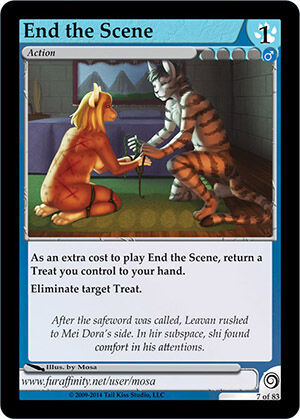 End the Scene
1
Action
As an extra cost to play End the Scene, return a
Treat you control to your hand.
Eliminate target Treat.
After the safeword was called, Leavan rushed
to Mei Dora's side. In hir subspace, shi found
comfort in his attentions.
Illus. by Mosa
www.furaffinity.net/user/mosa
7 of 83
©2009-2014 Tail Kiss Studio, LLC